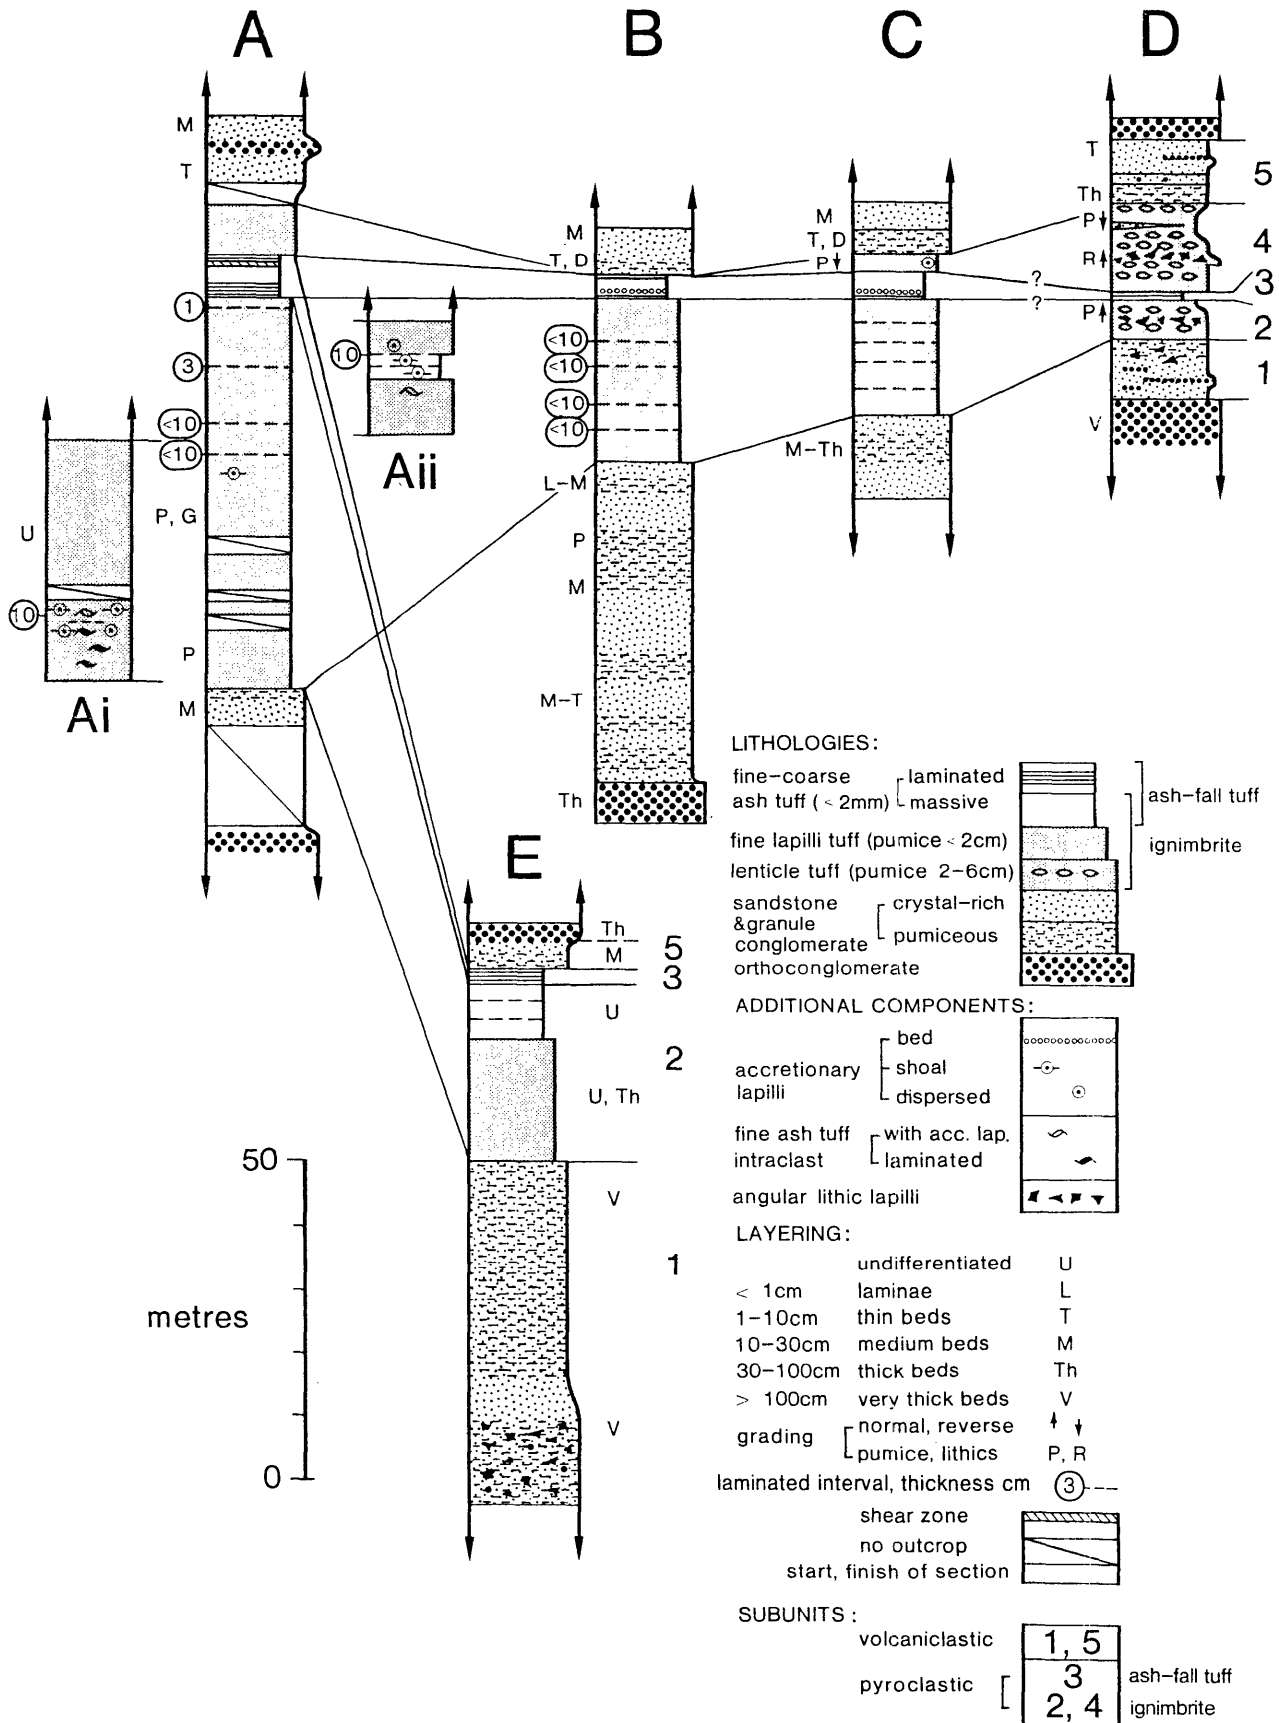 A
B
C
D
M
T
1
3
<10
<10
P, G
P
M
U
10
Ai
10
Aii
M
T, D
<10
<10
<10
<10
L-M
P
M
M-T
Th
M
T, D
P↓
M-Th
?
?
T
Th
P↓
R↑
P↑
V
5
4
3
2
1
E
Th
M
U
U, Th
V
V
5
3
2
1
50
metres
0
LITHOLOGIES:
fine-coarse laminated
ash tuff (< 2mm) massive
ash-fall tuff
fine lapilli tuff (pumice < 2cm)
ignimbrite
lenticle tuff (pumice 2-6cm)
sandstone crystal-rich
&granule
conglomerate pumiceous
orthoconglomerate
ADDITIONAL COMPONENTS:
bed
accretionary shoal
lapilli
dispersed
fine ash tuff with acc. lap.
intraclast laminated
angular lithic lapilli
LAYERING:
undifferentiated U
< 1cm laminae L
1-10cm thin beds T
10-30cm medium beds M
30-100cm thick beds Th
> 100cm very thick beds V
grading normal, reverse ↑ ↓
pumice, lithics P, R
laminated interval, thickness cm 3
shear zone
no outcrop
start, finish of section
SUBUNITS:
volcaniclastic 1, 5
pyroclastic 3 ash-fall tuff
2, 4 ignimbrite